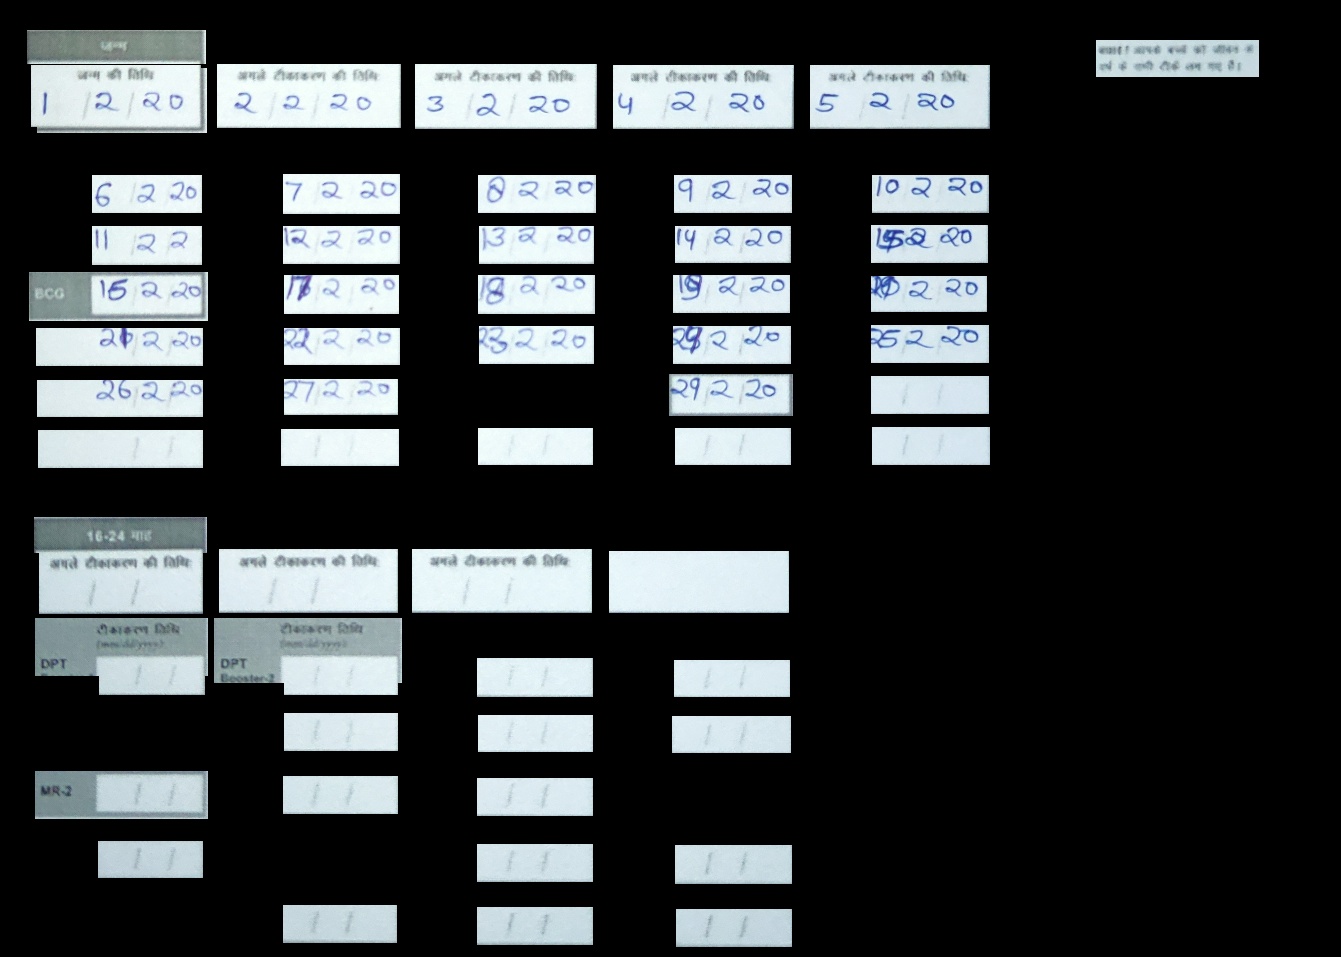 जन्म
जन्म की तिथि अगले टीकाकरण की तिथि: अगले टीकाकरण की तिथि: अगले टीकाकरण की तिथि: अगले टीकाकरण की तिथि:
1 / 2 / 20 2 / 2 / 20 3 / 2 / 20 4 / 2 / 20 5 / 2 / 20
बधाई! आपके बच्चे को जीवन के
वर्ष के सभी टीके लग गए हैं।
6 / 2 / 20 7 / 2 / 20 8 / 2 / 20 9 / 2 / 20 10 / 2 / 20
11 / 2 / 2 12 / 2 / 20 13 / 2 / 20 14 / 2 / 20 15 / 2 / 20
BCG 15 / 2 / 20 17 / 2 / 20 18 / 2 / 20 19 / 2 / 20 / 2 / 20
21 / 2 / 20 22 / 2 / 20 23 / 2 / 20 24 / 2 / 20 25 / 2 / 20
26 / 2 / 20 27 / 2 / 20 29 / 2 / 20 / /
/ / / / / / / / / /
16-24 माह
अगले टीकाकरण की तिथि: अगले टीकाकरण की तिथि: अगले टीकाकरण की तिथि:
/ / / / / /
टीकाकरण तिथि टीकाकरण तिथि
(mm/dd/yyyy) (mm/dd/yyyy)
DPT / / DPT / / / / / /
Booster-2
/ / / / / /
MR-2 / / / / / /
/ / / / / /
/ / / / / /